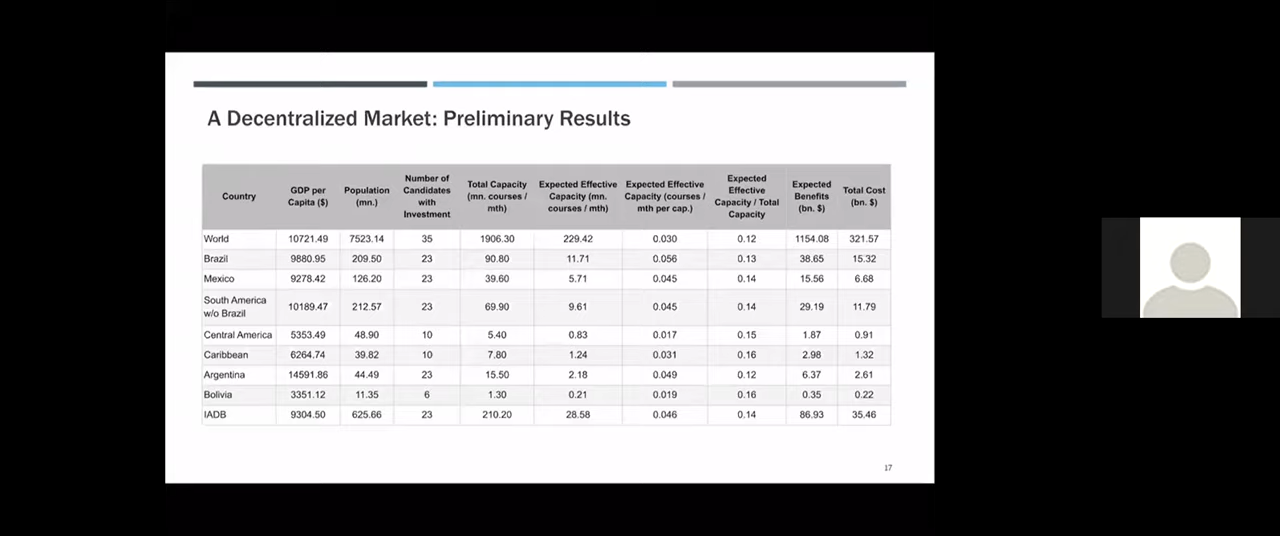 A Decentralized Market: Preliminary Results
Country | GDP per Capita ($) | Population (mn.) | Number of Candidates with Investment | Total Capacity (mn. courses / mth) | Expected Effective Capacity (mn. courses / mth) | Expected Effective Capacity (courses / mth per cap.) | Expected Effective Capacity / Total Capacity | Expected Benefits (bn. $) | Total Cost (bn. $)
World | 10721.49 | 7523.14 | 35 | 1906.30 | 229.42 | 0.030 | 0.12 | 1154.08 | 321.57
Brazil | 9880.95 | 209.50 | 23 | 90.80 | 11.71 | 0.056 | 0.13 | 38.65 | 15.32
Mexico | 9278.42 | 126.20 | 23 | 39.60 | 5.71 | 0.045 | 0.14 | 15.56 | 6.68
South America w/o Brazil | 10189.47 | 212.57 | 23 | 69.90 | 9.61 | 0.045 | 0.14 | 29.19 | 11.79
Central America | 5353.49 | 48.90 | 10 | 5.40 | 0.83 | 0.017 | 0.15 | 1.87 | 0.91
Caribbean | 6264.74 | 39.82 | 10 | 7.80 | 1.24 | 0.031 | 0.16 | 2.98 | 1.32
Argentina | 14591.86 | 44.49 | 23 | 15.50 | 2.18 | 0.049 | 0.12 | 6.37 | 2.61
Bolivia | 3351.12 | 11.35 | 6 | 1.30 | 0.21 | 0.019 | 0.16 | 0.35 | 0.22
IADB | 9304.50 | 625.66 | 23 | 210.20 | 28.58 | 0.046 | 0.14 | 86.93 | 35.46
17